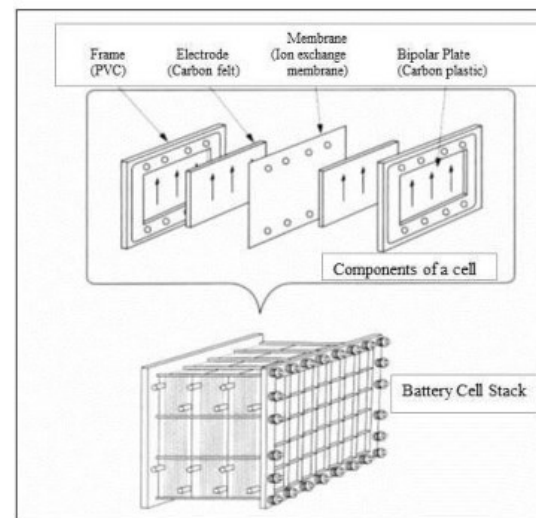 Frame
(PVC)
Electrode
(Carbon felt)
Membrane
(Ion exchange
membrane)
Bipolar Plate
(Carbon plastic)
Components of a cell
Battery Cell Stack